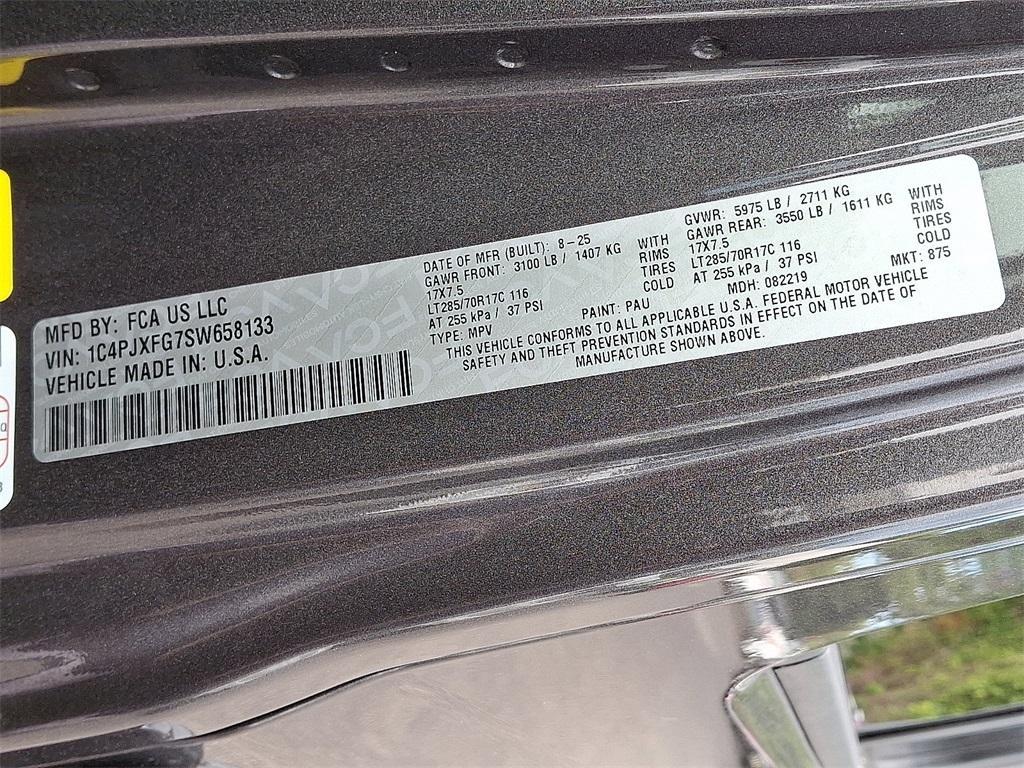 MFD BY: FCA US LLC
VIN: 1C4PJXFG7SW658133
VEHICLE MADE IN: U.S.A.
DATE OF MFR (BUILT): 8-25
GAWR FRONT: 3100 LB / 1407 KG WITH
17X7.5 RIMS
LT285/70R17C 116 TIRES
AT 255 kPa / 37 PSI COLD
TYPE: MPV PAINT: PAU
GVWR: 5975 LB / 2711 KG
GAWR REAR: 3550 LB / 1611 KG WITH
17X7.5 RIMS
LT285/70R17C 116 TIRES
AT 255 kPa / 37 PSI COLD
MDH: 082219 MKT: 875
THIS VEHICLE CONFORMS TO ALL APPLICABLE U.S.A. FEDERAL MOTOR VEHICLE
SAFETY AND THEFT PREVENTION STANDARDS IN EFFECT ON THE DATE OF
MANUFACTURE SHOWN ABOVE.